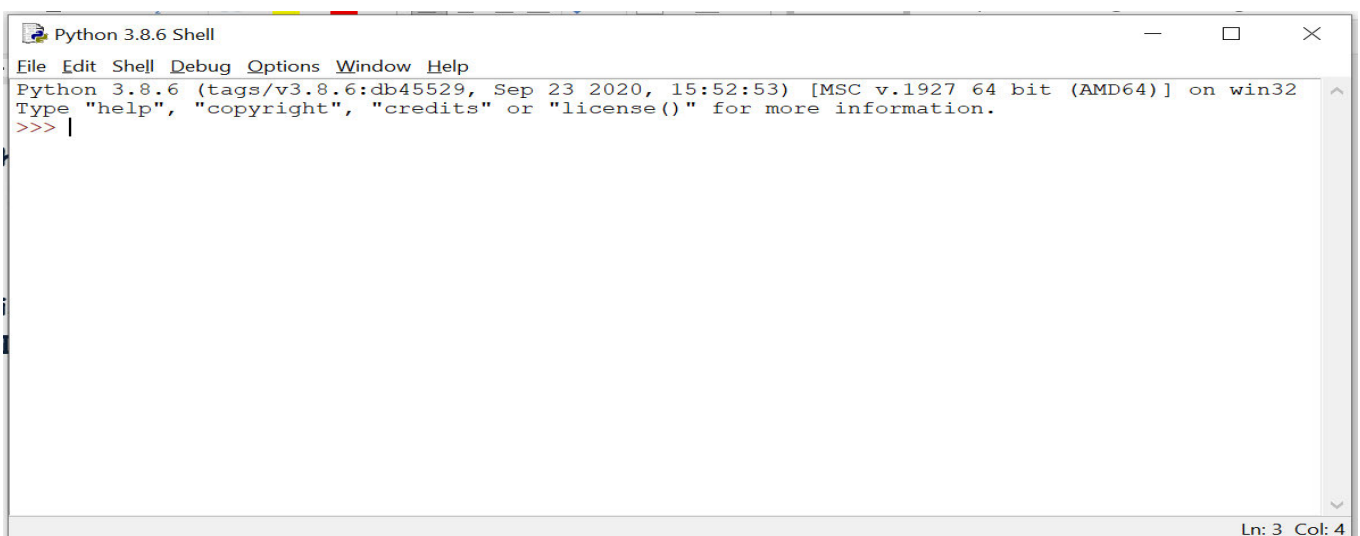 Python 3.8.6 Shell
File Edit Shell Debug Options Window Help
Python 3.8.6 (tags/v3.8.6:db45529, Sep 23 2020, 15:52:53) [MSC v.1927 64 bit (AMD64)] on win32
Type "help", "copyright", "credits" or "license()" for more information.
>>>
Ln: 3 Col: 4